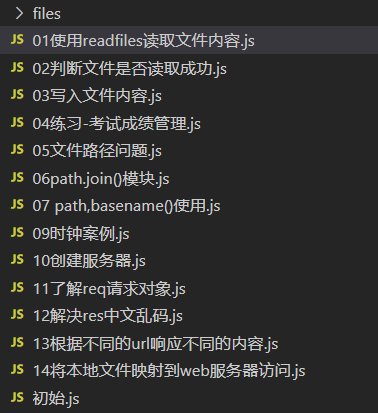 files
JS 01使用readfiles读取文件内容.js
JS 02判断文件是否读取成功.js
JS 03写入文件内容.js
JS 04练习-考试成绩管理.js
JS 05文件路径问题.js
JS 06path.join()模块.js
JS 07 path,basename()使用.js
JS 09时钟案例.js
JS 10创建服务器.js
JS 11了解req请求对象.js
JS 12解决res中文乱码.js
JS 13根据不同的url响应不同的内容.js
JS 14将本地文件映射到web服务器访问.js
JS 初始.js